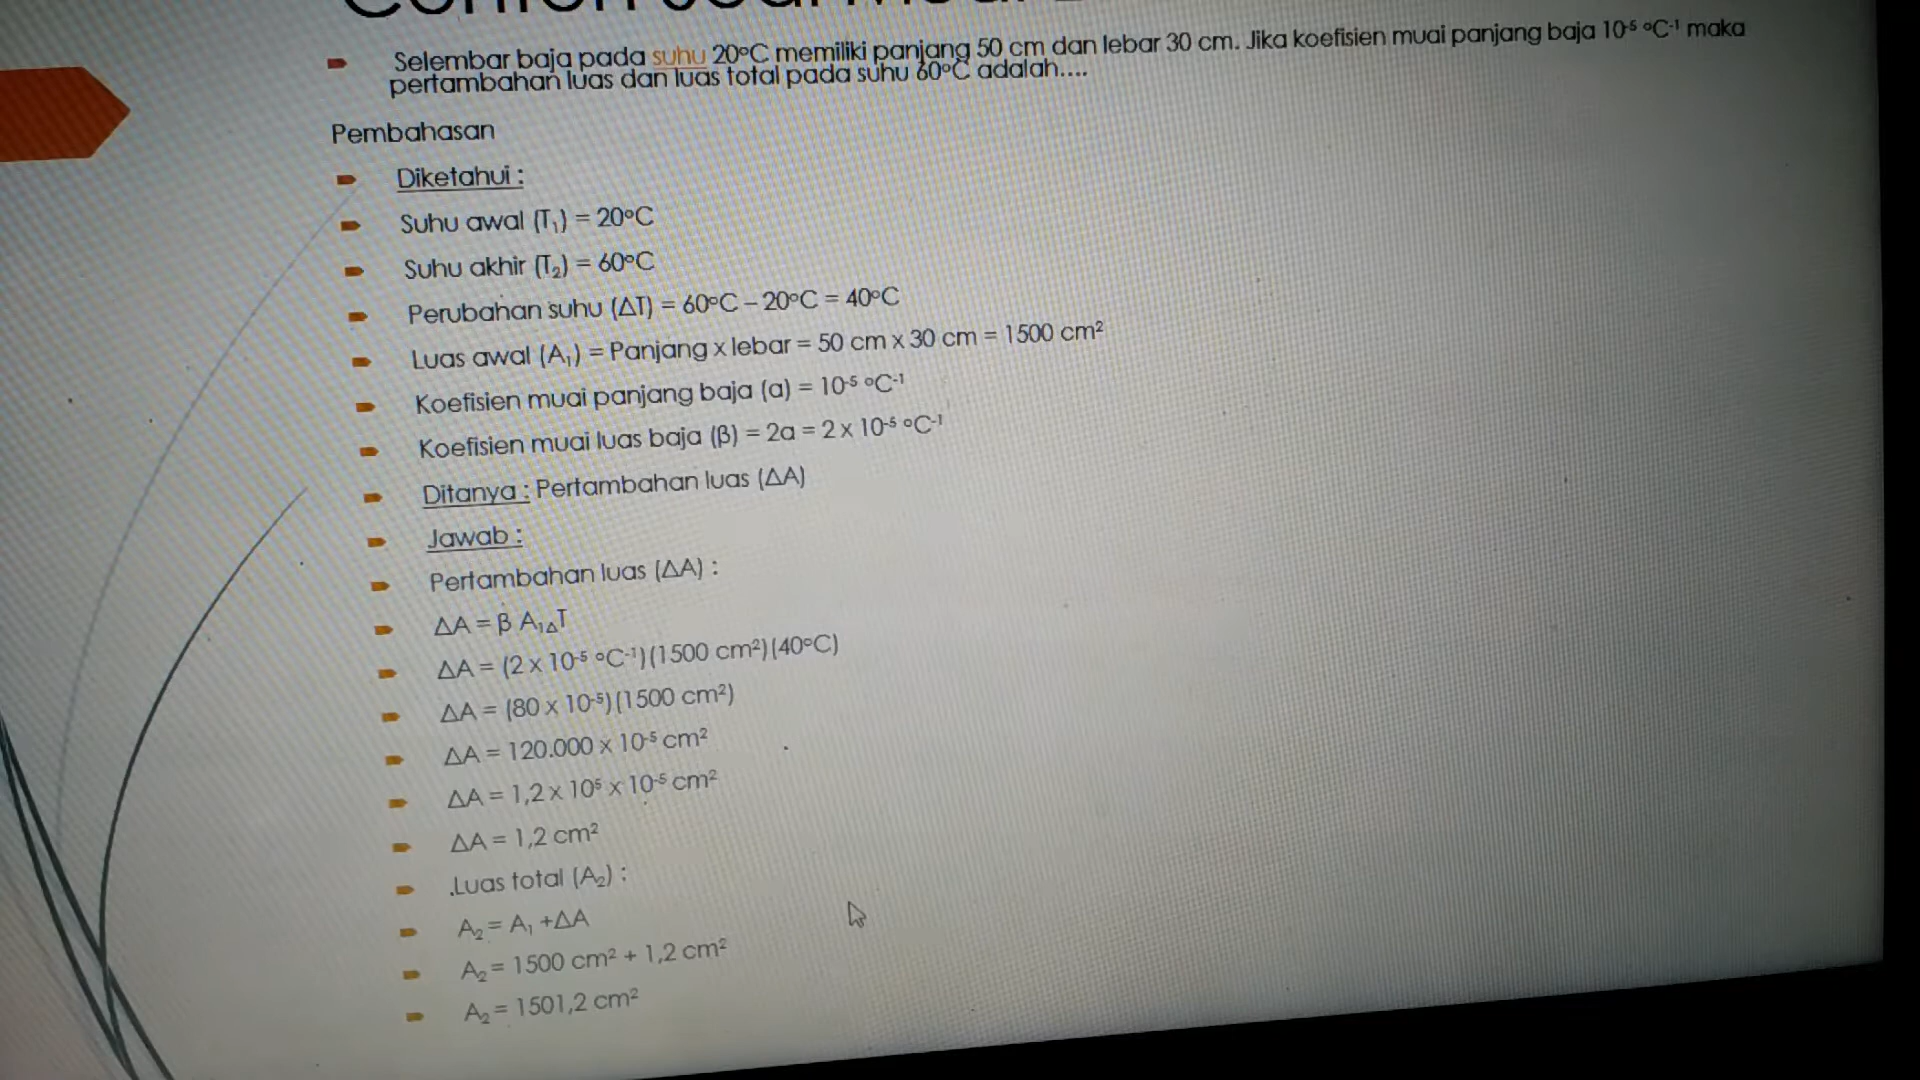 Selembar baja pada suhu 20°C memiliki panjang 50 cm dan lebar 30 cm. Jika koefisien muai panjang baja 10⁻⁵ °C⁻¹ maka
pertambahan luas dan luas total pada suhu 60°C adalah....
Pembahasan
Diketahui :
Suhu awal (T₁) = 20°C
Suhu akhir (T₂) = 60°C
Perubahan suhu (ΔT) = 60°C – 20°C = 40°C
Luas awal (A₁) = Panjang x lebar = 50 cm x 30 cm = 1500 cm²
Koefisien muai panjang baja (α) = 10⁻⁵ °C⁻¹
Koefisien muai luas baja (β) = 2α = 2 x 10⁻⁵ °C⁻¹
Ditanya : Pertambahan luas (ΔA)
Jawab :
Pertambahan luas (ΔA) :
ΔA = β A₁ΔT
ΔA = (2 x 10⁻⁵ °C⁻¹)(1500 cm²)(40°C)
ΔA = (80 x 10⁻⁵)(1500 cm²)
ΔA = 120.000 x 10⁻⁵ cm²
ΔA = 1,2 x 10⁵ x 10⁻⁵ cm²
ΔA = 1,2 cm²
.Luas total (A₂) :
A₂ = A₁ +ΔA
A₂ = 1500 cm² + 1,2 cm²
A₂ = 1501,2 cm²